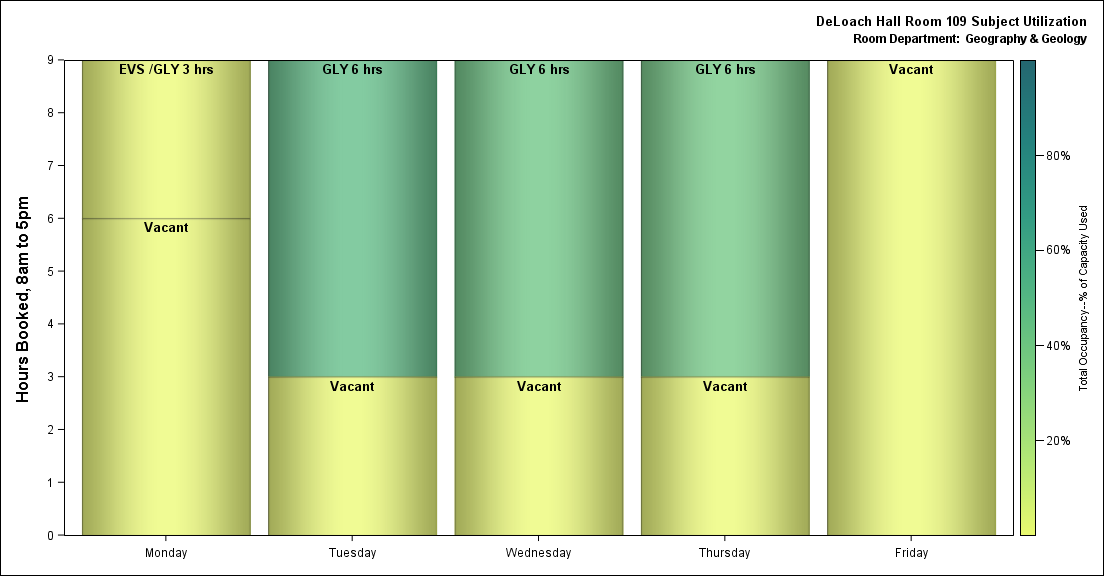 DeLoach Hall Room 109 Subject Utilization
Room Department: Geography & Geology
Hours Booked, 8am to 5pm
9
8
7
6
5
4
3
2
1
0
EVS /GLY 3 hrs
Vacant
GLY 6 hrs
Vacant
GLY 6 hrs
Vacant
GLY 6 hrs
Vacant
Vacant
Monday
Tuesday
Wednesday
Thursday
Friday
80%
60%
40%
20%
Total Occupancy--% of Capacity Used